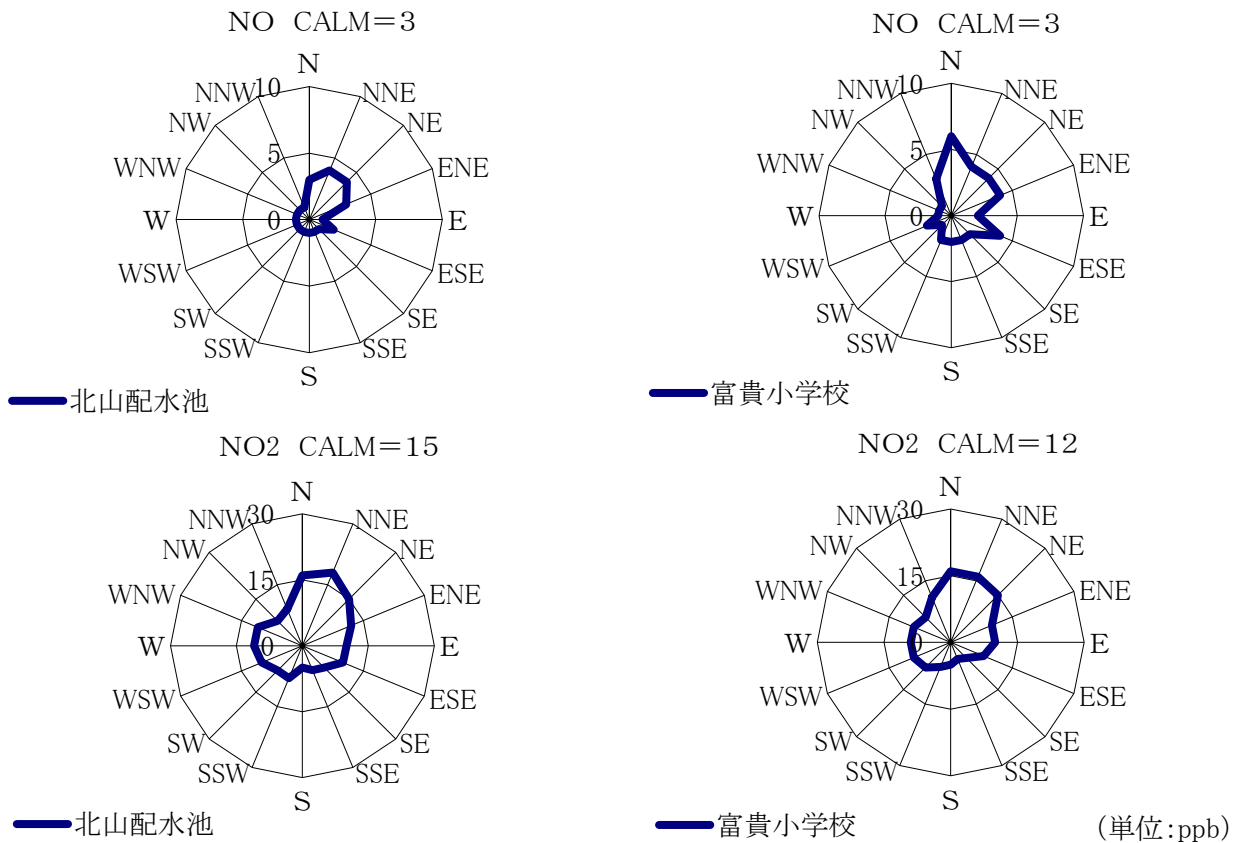 NO CALM=3
N
NNE
NE
ENE
E
ESE
SE
SSE
S
SSW
SW
WSW
W
WNW
NW
NNW
10
5
0
北山配水池
NO CALM=3
N
NNE
NE
ENE
E
ESE
SE
SSE
S
SSW
SW
WSW
W
WNW
NW
NNW
10
5
0
富貴小学校
NO2 CALM=15
N
NNE
NE
ENE
E
ESE
SE
SSE
S
SSW
SW
WSW
W
WNW
NW
NNW
30
15
0
北山配水池
NO2 CALM=12
N
NNE
NE
ENE
E
ESE
SE
SSE
S
SSW
SW
WSW
W
WNW
NW
NNW
30
15
0
富貴小学校
(単位:ppb)